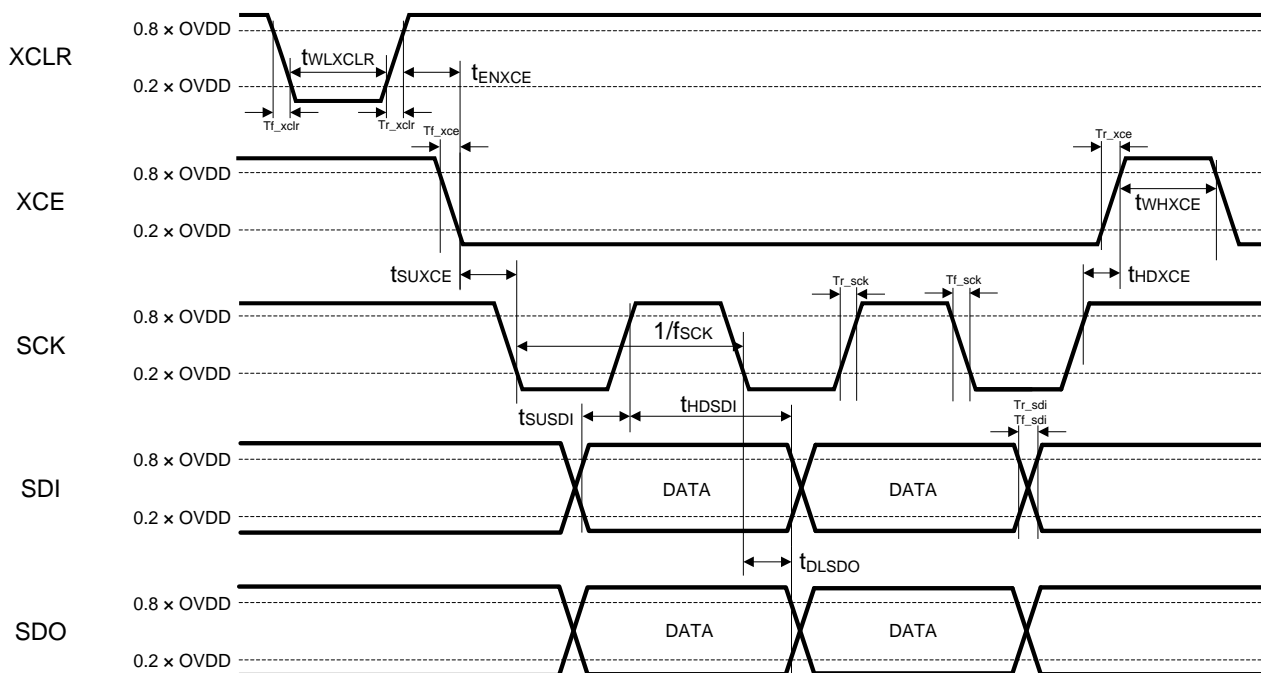 0.8 × OVDD
XCLR
tWLXCLR
tENXCE
0.2 × OVDD
Tf_xclr
Tr_xclr
Tf_xce
Tr_xce
0.8 × OVDD
XCE
tWHXCE
0.2 × OVDD
tSUXCE
Tr_sck
Tf_sck
tHDXCE
0.8 × OVDD
SCK
1/fSCK
0.2 × OVDD
tSUSDI
tHDSDI
Tr_sdi
Tf_sdi
0.8 × OVDD
SDI
DATA
DATA
0.2 × OVDD
tDLSDO
0.8 × OVDD
SDO
DATA
DATA
0.2 × OVDD